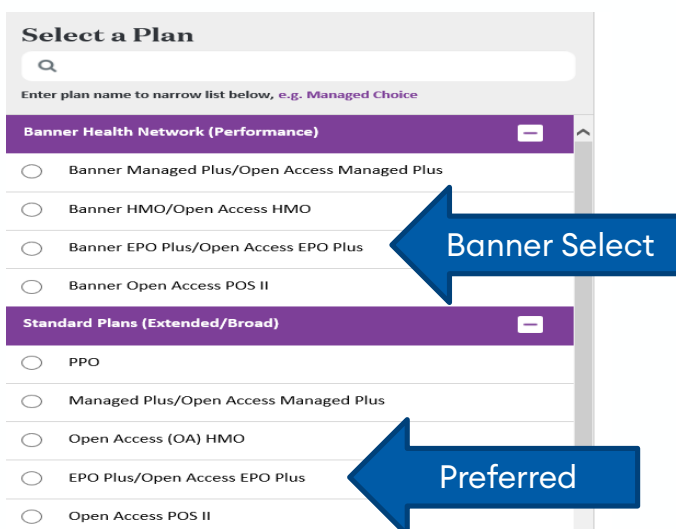 Select a Plan
Enter plan name to narrow list below, e.g. Managed Choice
Banner Health Network (Performance)
Banner Managed Plus/Open Access Managed Plus
Banner HMO/Open Access HMO
Banner EPO Plus/Open Access EPO Plus
Banner Select
Banner Open Access POS II
Standard Plans (Extended/Broad)
PPO
Managed Plus/Open Access Managed Plus
Open Access (OA) HMO
EPO Plus/Open Access EPO Plus
Preferred
Open Access POS II